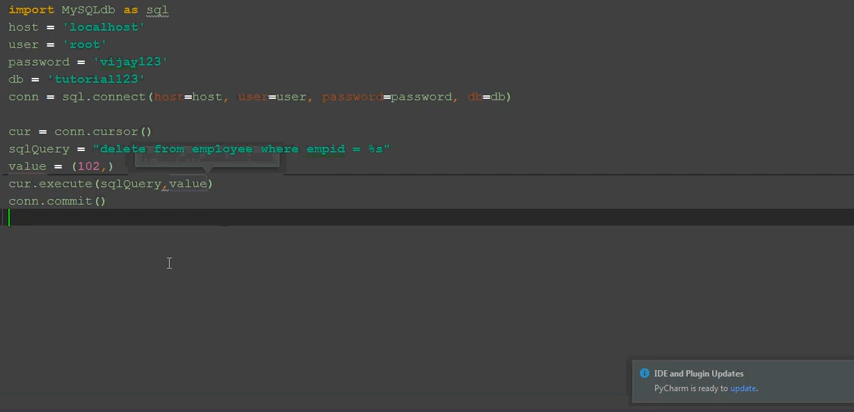 import MySQLdb as sql
host = 'localhost'
user = 'root'
password = 'vijay123'
db = 'tutorial123'
conn = sql.connect(host=host, user=user, password=password, db=db)
cur = conn.cursor()
sqlQuery = "delete from employee where empid = %s"
value = (102,)
cur.execute(sqlQuery,value)
conn.commit()
IDE and Plugin Updates
PyCharm is ready to update.